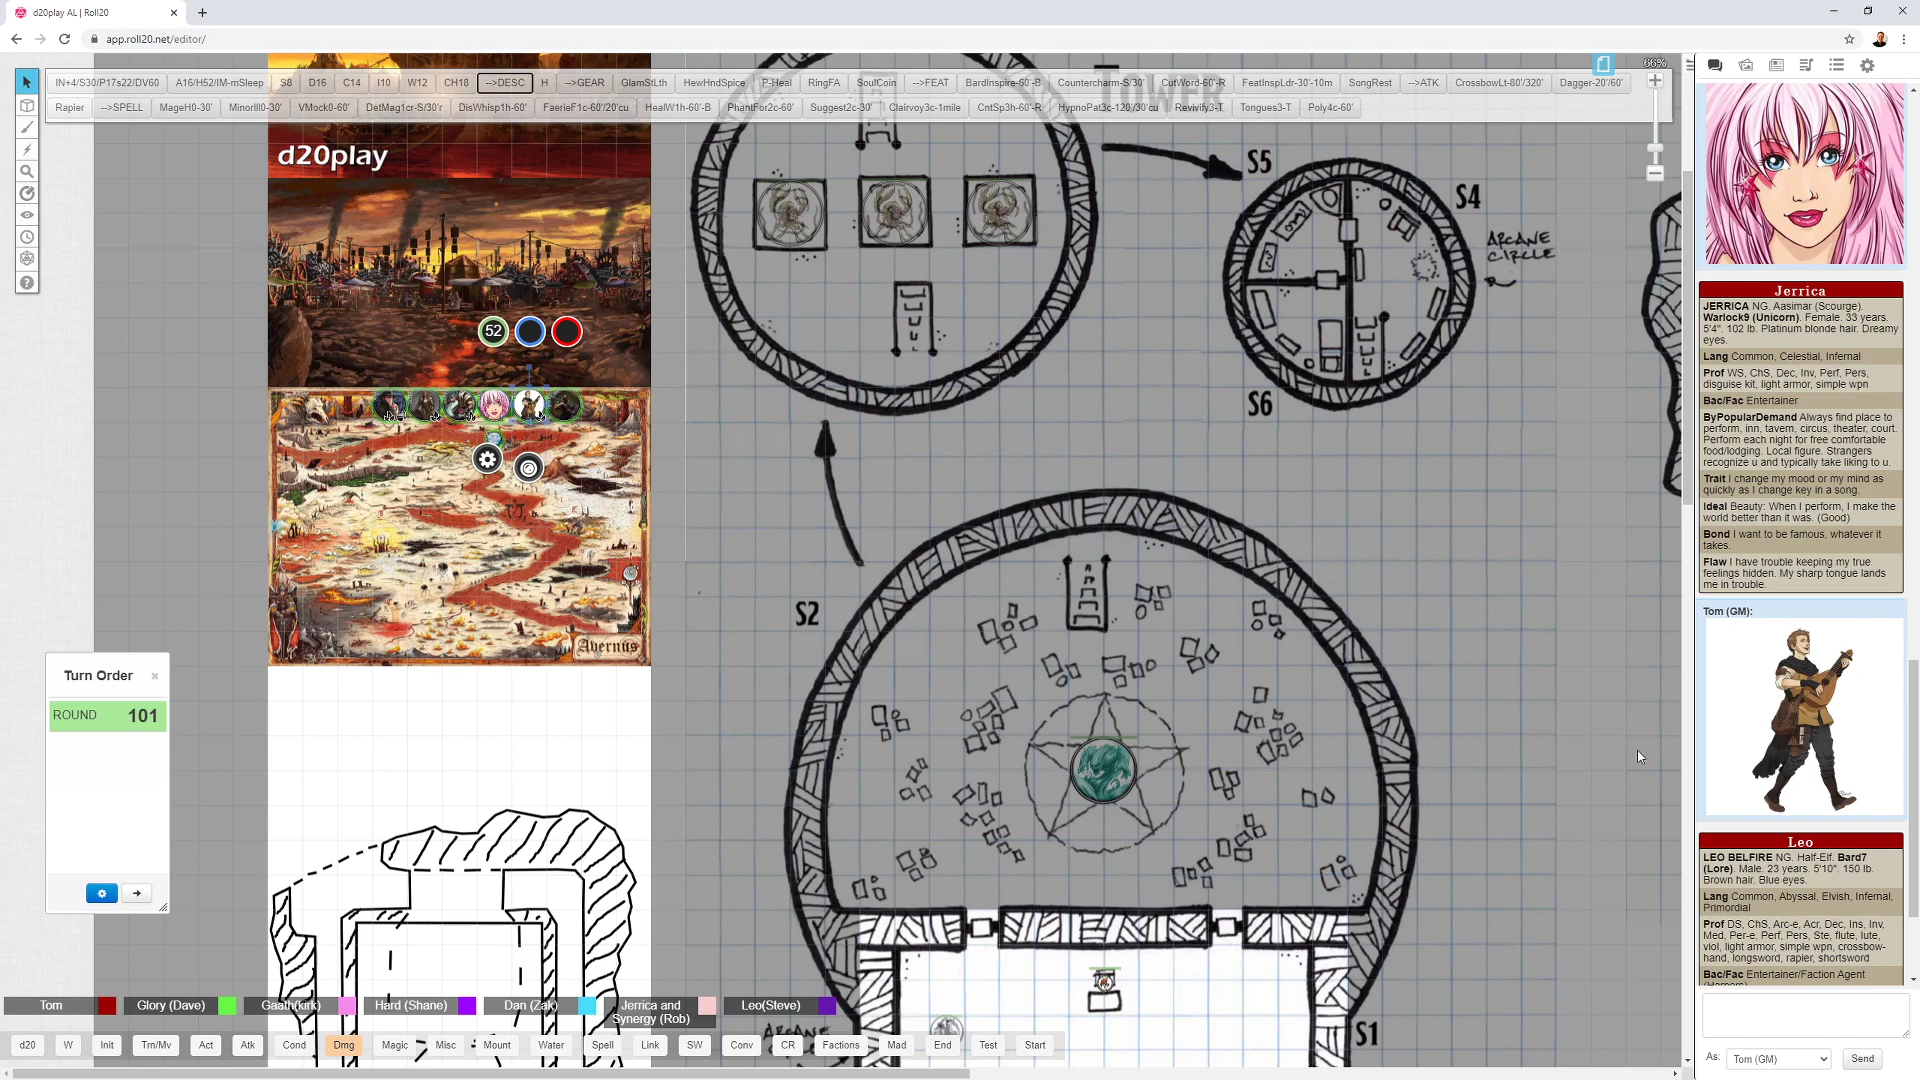 d20play AL | Roll20
app.roll20.net/editor/
IN+4/S30/P17s22/DV60 A16/H52/IM-mSleep S8 D16 C14 I10 W12 CH18 -->DESC H -->GEAR GlamStLth HewHndSpice P-Heal RingFA SoulCoin -->FEAT BardInspire-60'-B Countercharm-S/30' CutWord-60'-R FeatInspLdr-30'-10m SongRest -->ATK CrossbowLt-80'/320' Dagger-20'/60'
Rapier -->SPELL MageH0-30' MinorIll0-30' VMock0-60' DetMag1cr-S/30'r DisWhisp1h-60' FaerieF1c-60'/20'cu HealW1h-60'-B PhantFor2c-60' Suggest2c-30' Clairvoy3c-1mile CntSp3h-60'-R HypnoPat3c-120'/30'cu Revivify3-T Tongues3-T Poly4c-60'
66%
d20play
52
Avernus
S5
S4
ARCANE
CIRCLE
S6
S2
S1
ARCANE
Turn Order
ROUND 101
Tom
Glory (Dave)
Gaath(kirk)
Hard (Shane)
Dan (Zak)
Jerrica and
Synergy (Rob)
Leo(Steve)
d20 W Init Trn/Mv Act Atk Cond Dmg Magic Misc Mount Water Spell Link SW Conv CR Factions Mad End Test Start
Jerrica
JERRICA NG. Aasimar (Scourge).
Warlock9 (Unicorn). Female. 33 years.
5'4". 102 lb. Platinum blonde hair. Dreamy
eyes.
Lang Common, Celestial, Infernal
Prof WS, ChS, Dec, Inv, Perf, Pers,
disguise kit, light armor, simple wpn
Bac/Fac Entertainer
ByPopularDemand Always find place to
perform, inn, tavern, circus, theater, court.
Perform each night for free comfortable
food/lodging. Local figure. Strangers
recognize u and typically take liking to u.
Trait I change my mood or my mind as
quickly as I change key in a song.
Ideal Beauty: When I perform, I make the
world better than it was. (Good)
Bond I want to be famous, whatever it
takes.
Flaw I have trouble keeping my true
feelings hidden. My sharp tongue lands
me in trouble.
Tom (GM):
Leo
LEO BELFIRE NG. Half-Elf. Bard7
(Lore). Male. 23 years. 5'10". 150 lb.
Brown hair. Blue eyes.
Lang Common, Abyssal, Elvish, Infernal,
Primordial
Prof DS, ChS, Arc-e, Acr, Dec, Ins, Inv,
Med, Per-e, Perf, Pers, Ste, flute, lute,
viol, light armor, simple wpn, crossbow-
hand, longsword, rapier, shortsword
Bac/Fac Entertainer/Faction Agent
(Harpers)
As: Tom (GM) Send